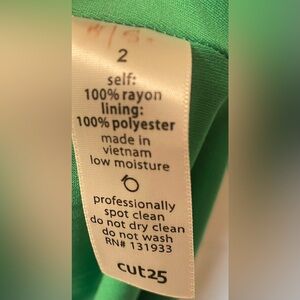 2
self:
100% rayon
lining:
100% polyester
made in
vietnam
low moisture
professionally
spot clean
do not dry clean
do not wash
RN# 131933
cut25